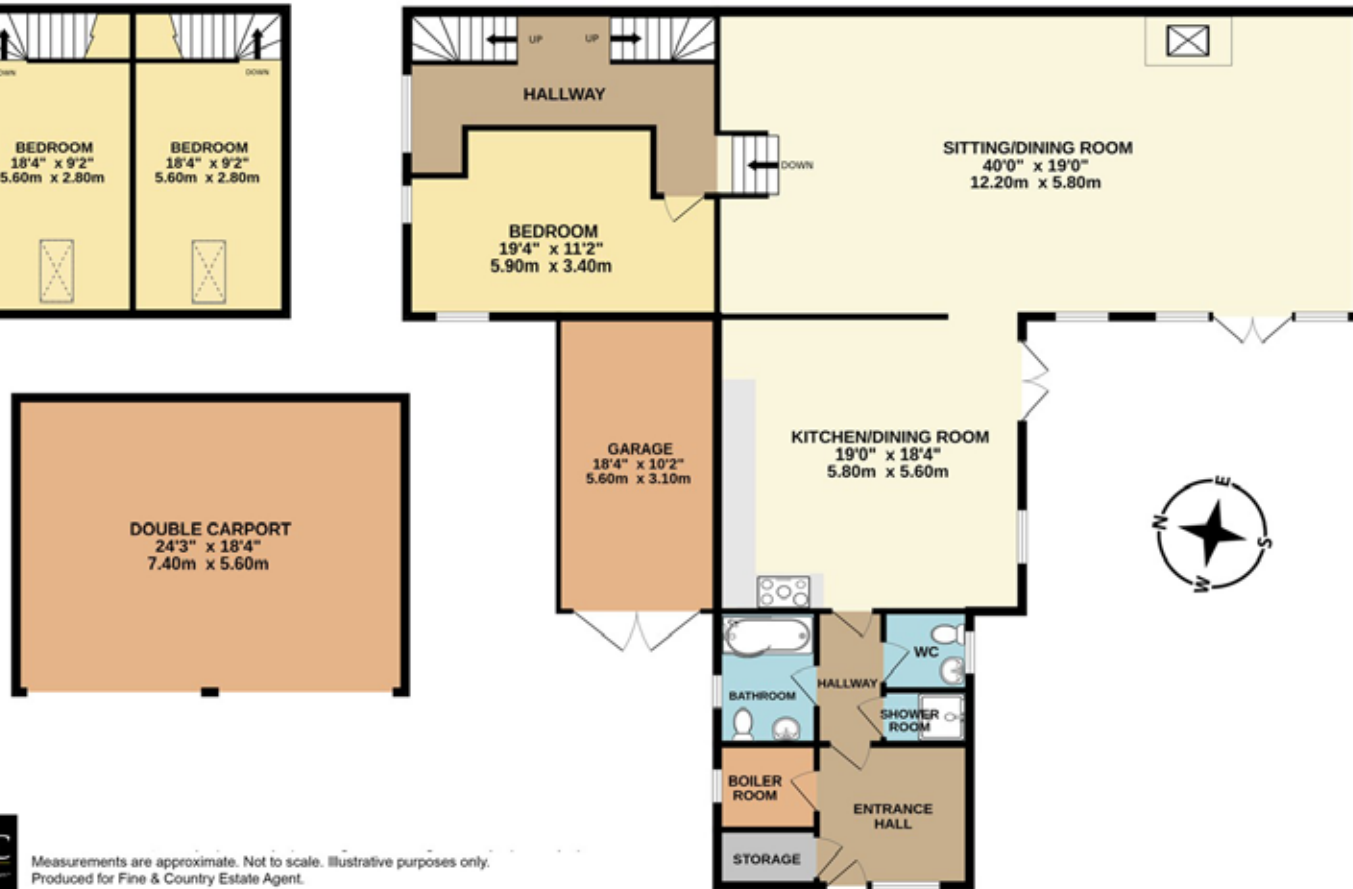 UP
UP
DOWN
HALLWAY
BEDROOM
18'4" x 9'2"
5.60m x 2.80m
BEDROOM
18'4" x 9'2"
5.60m x 2.80m
SITTING/DINING ROOM
40'0" x 19'0"
12.20m x 5.80m
DOWN
BEDROOM
19'4" x 11'2"
5.90m x 3.40m
GARAGE
18'4" x 10'2"
5.60m x 3.10m
KITCHEN/DINING ROOM
19'0" x 18'4"
5.80m x 5.60m
DOUBLE CARPORT
24'3" x 18'4"
7.40m x 5.60m
E
N
S
W
WC
HALLWAY
BATHROOM
SHOWER
ROOM
BOILER
ROOM
ENTRANCE
HALL
STORAGE
Measurements are approximate. Not to scale. Illustrative purposes only.
Produced for Fine & Country Estate Agent.